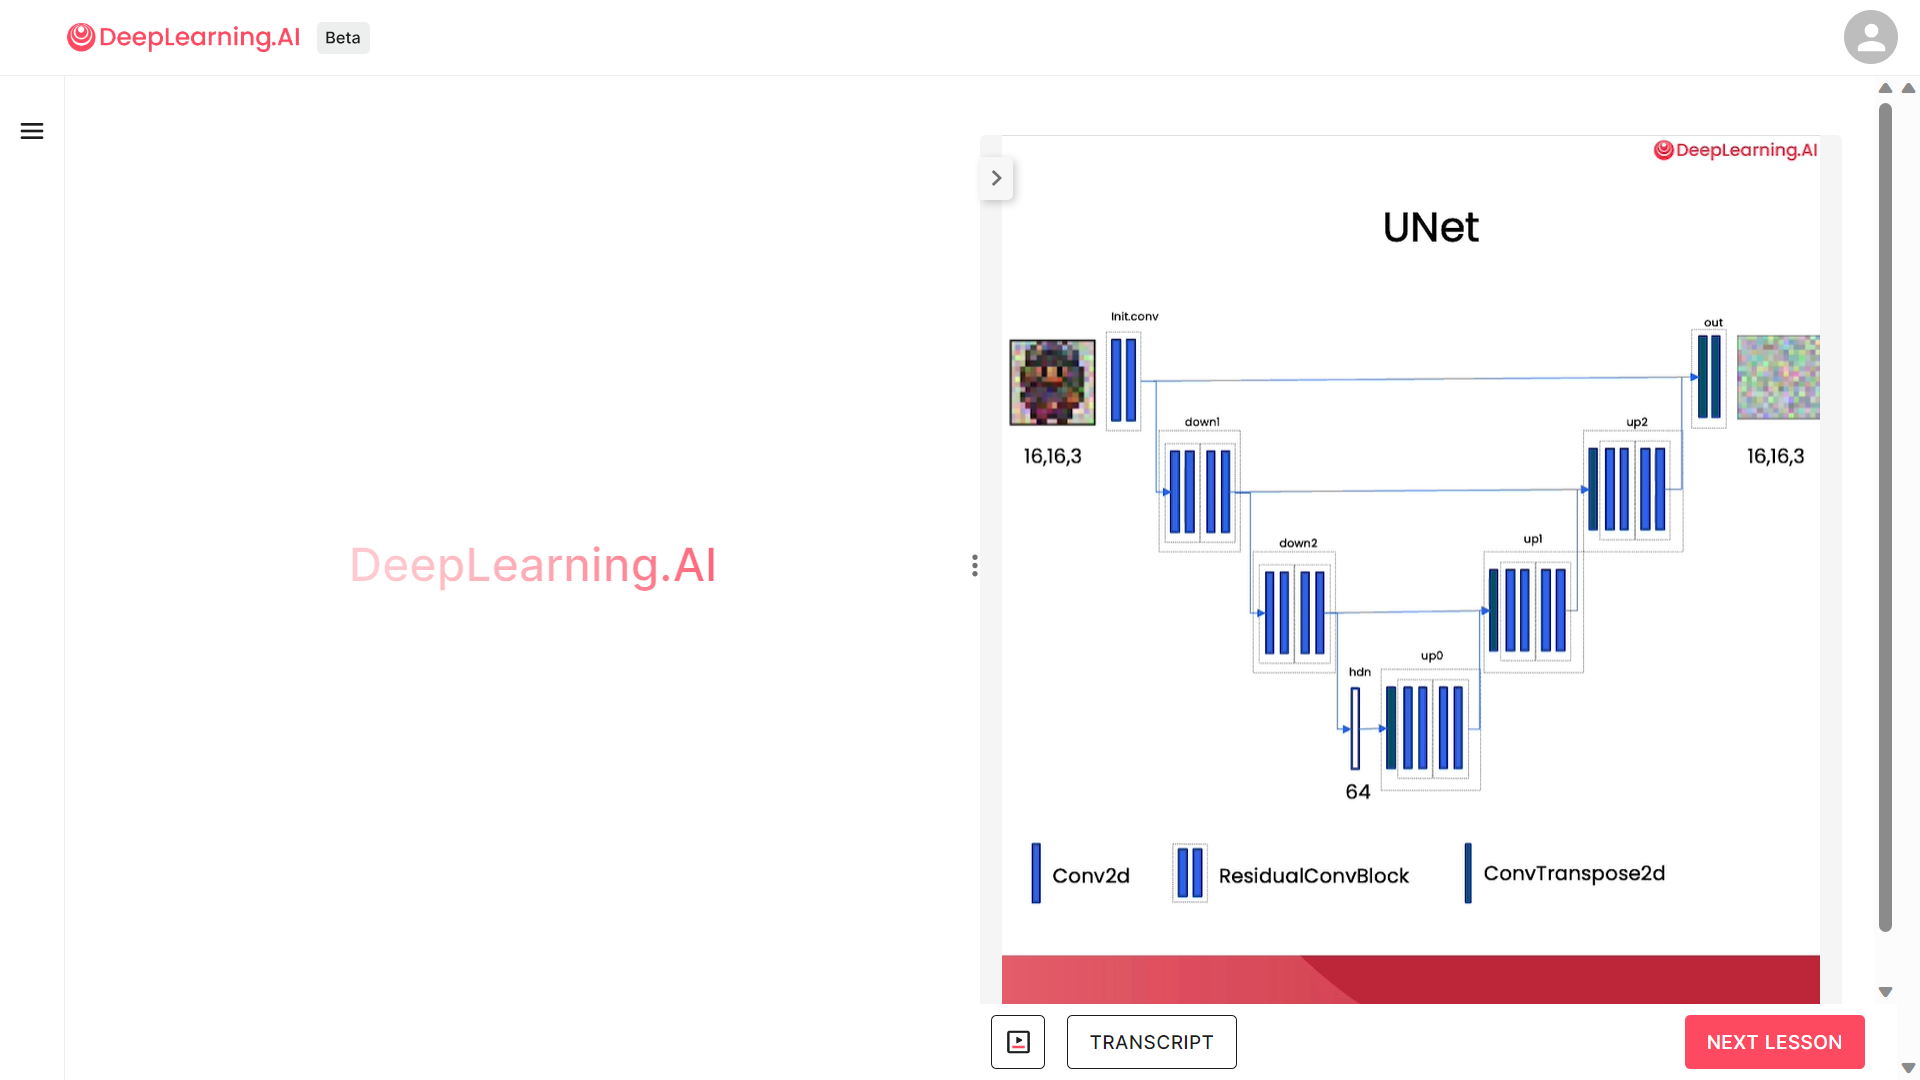 DeepLearning.AI Beta
DeepLearning.AI
DeepLearning.AI
UNet
Init.conv
out
16,16,3
down1
up2
16,16,3
down2
up1
hdn
up0
64
Conv2d
ResidualConvBlock
ConvTranspose2d
TRANSCRIPT
NEXT LESSON